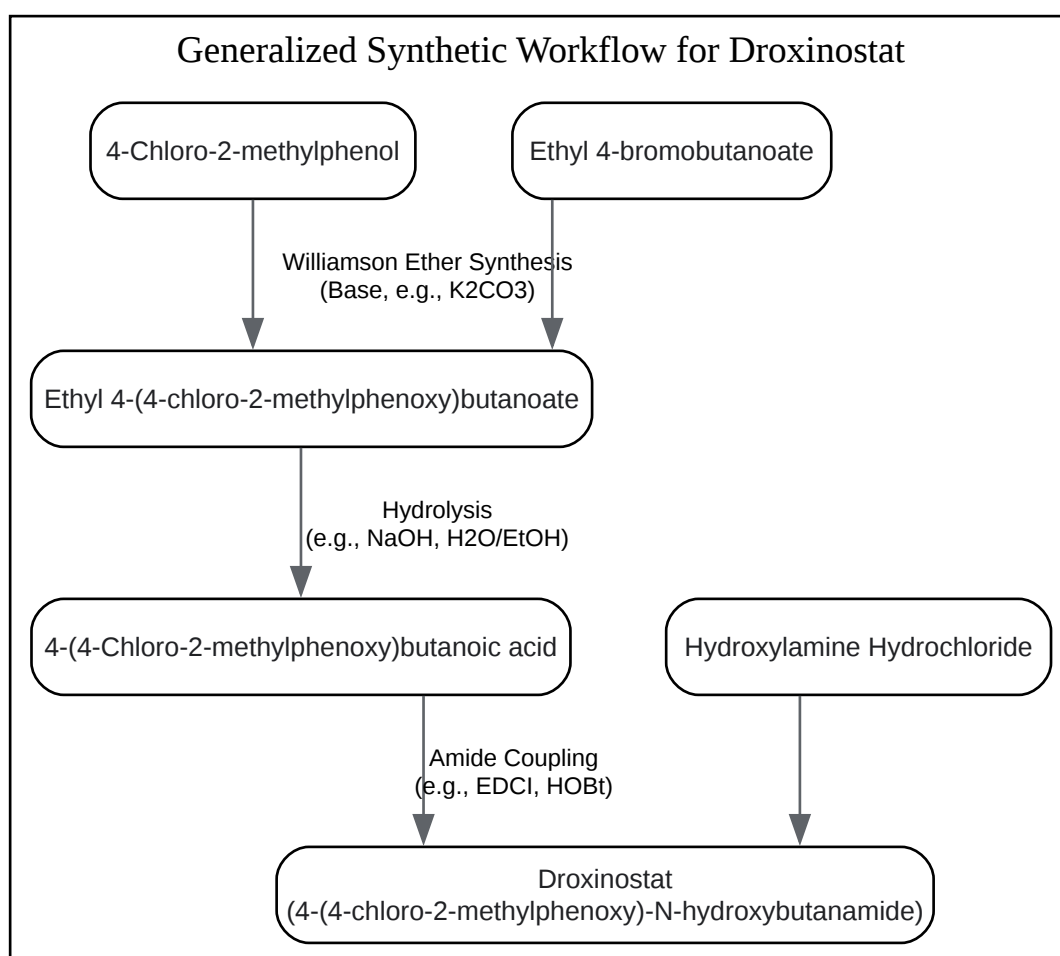 Generalized Synthetic Workflow for Droxinostat
4-Chloro-2-methylphenol
Ethyl 4-bromobutanoate
Williamson Ether Synthesis
(Base, e.g., K2CO3)
Ethyl 4-(4-chloro-2-methylphenoxy)butanoate
Hydrolysis
(e.g., NaOH, H2O/EtOH)
4-(4-Chloro-2-methylphenoxy)butanoic acid
Hydroxylamine Hydrochloride
Amide Coupling
(e.g., EDCI, HOBt)
Droxinostat
(4-(4-chloro-2-methylphenoxy)-N-hydroxybutanamide)